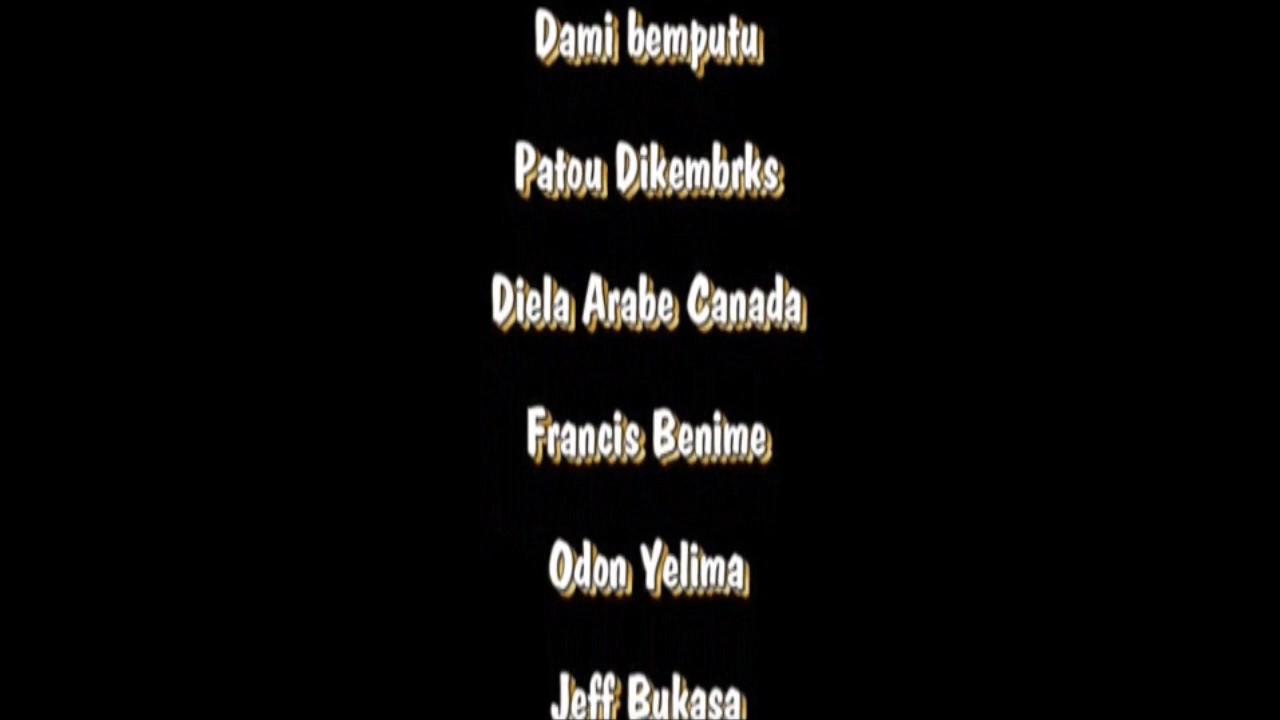 Dami bemputu
Patou Dikembrks
Diela Arabe Canada
Francis Benime
Odon Yelima
Jeff Bukasa